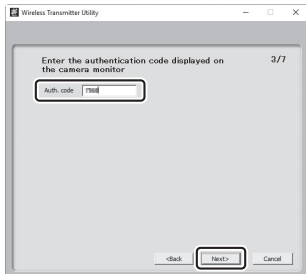 Wireless Transmitter Utility
Enter the authentication code displayed on
the camera monitor
3/7
Auth. code
<Back
Next>
Cancel